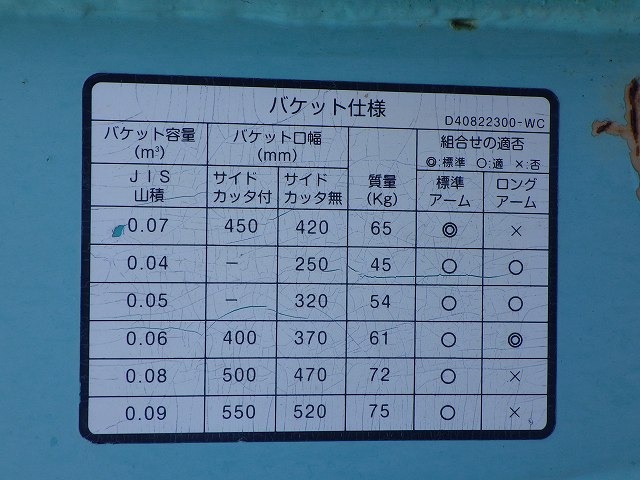 バケット仕様
D40822300-WC
バケット容量
(m³)
バケット口幅
(mm)
質量
(Kg)
組合せの適否
◎:標準 ○:適 ×:否
JIS
山積
サイド
カッタ付
サイド
カッタ無
標準
アーム
ロング
アーム
0.07 450 420 65 ◎ ×
0.04 − 250 45 ○ ○
0.05 − 320 54 ○ ○
0.06 400 370 61 ○ ◎
0.08 500 470 72 ○ ×
0.09 550 520 75 ○ ×